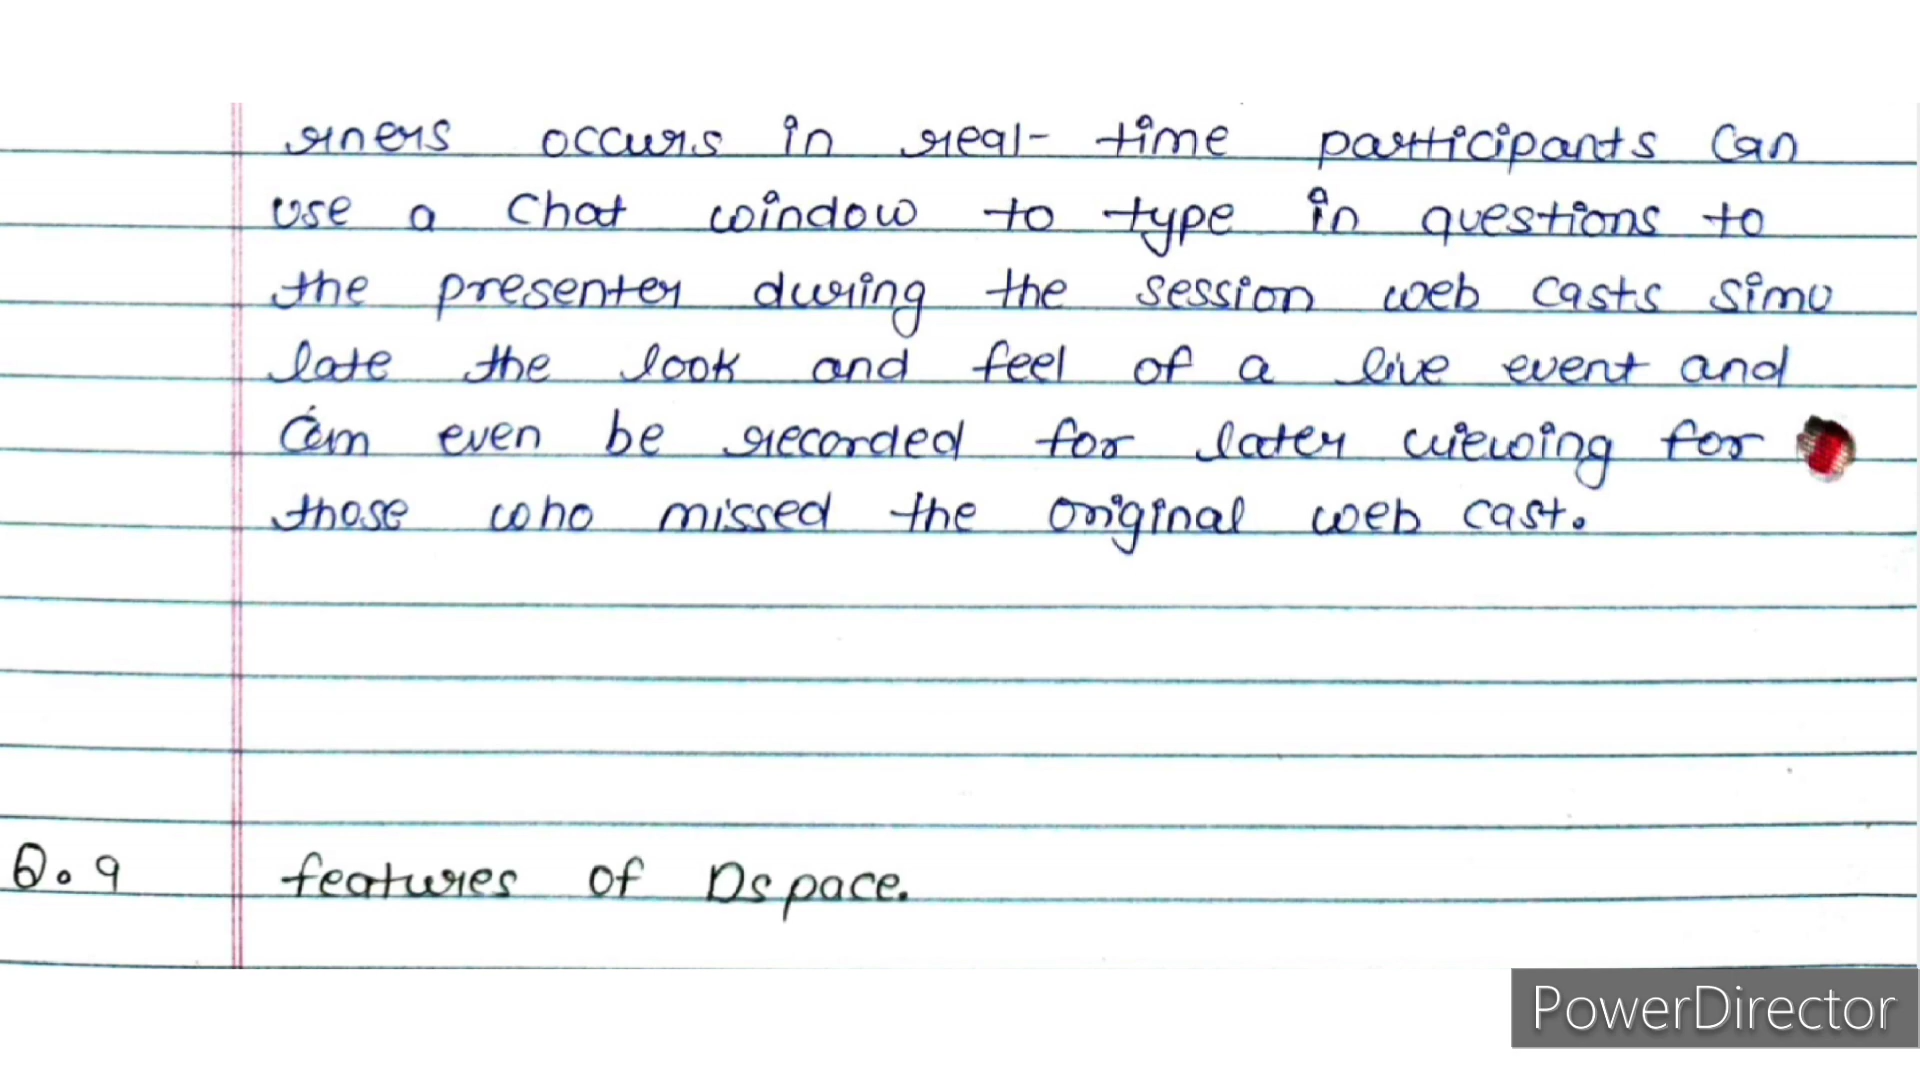 rners occurs in real- time participants can
use a chat window to type in questions to
the presenter during the session web casts simu
late the look and feel of a live event and
can even be recorded for later viewing for
those who missed the original web cast.
Q.9 features of Dspace.
PowerDirector